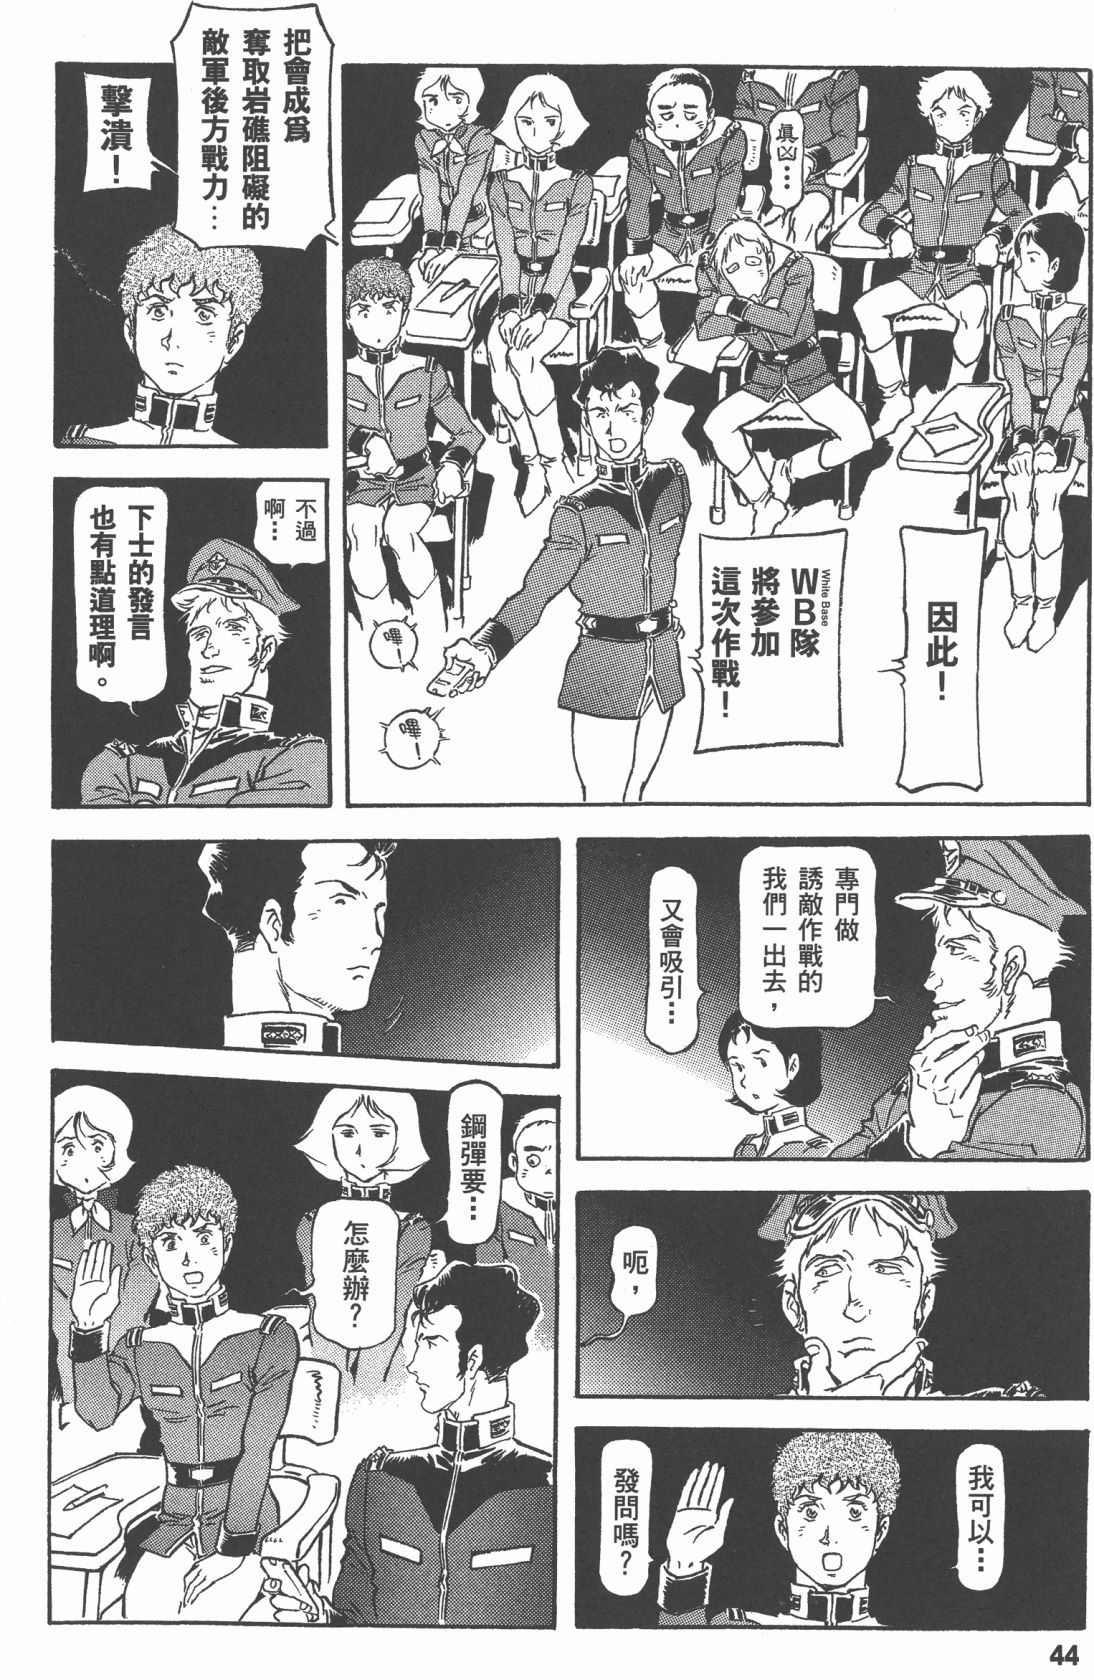 因此！
White Base
WB隊
將參加
這次作戰！
眞凶…
嗶！
嗶！
把會成爲
奪取岩礁阻礙的
敵軍後方戰力…
擊潰！
不過
啊…
下士的發言
也有點道理啊。
專門做
誘敵作戰的
我們一出去，
又會吸引…
呃，
我可以…
發問嗎？
鋼彈要…
怎麼辦？
44